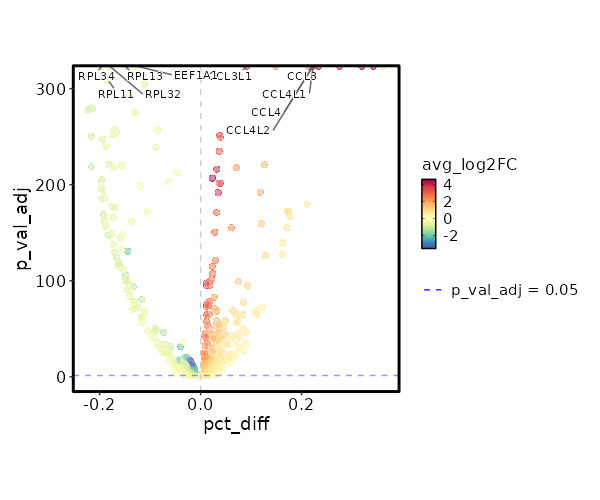 RPL34 RPL13 EEF1A1 CL3L1 CCL3
RPL11 RPL32 CCL4L1
CCL4
CCL4L2
300
200
100
0
p_val_adj
-0.2 0.0 0.2
pct_diff
avg_log2FC
4
2
0
-2
p_val_adj = 0.05